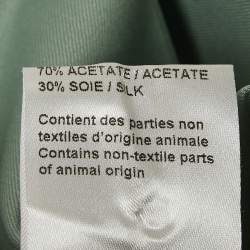 70% ACETATE / ACETATE
30% SOIE / SILK
Contient des parties non
textiles d'origine animale
Contains non-textile parts
of animal origin